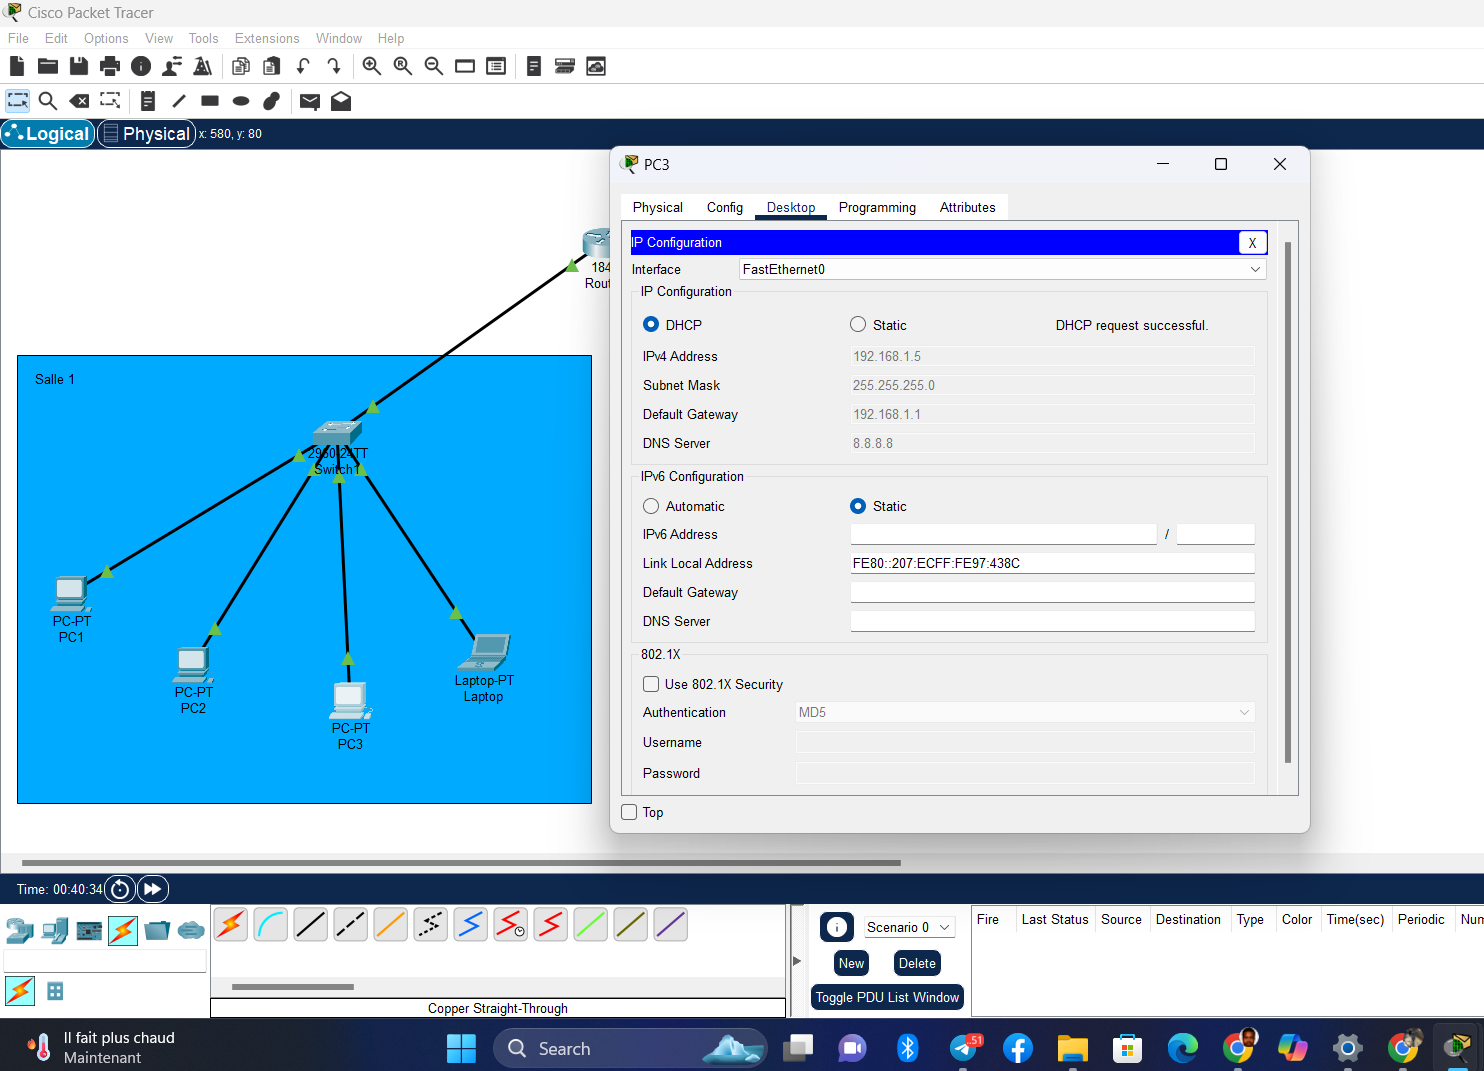 Cisco Packet Tracer
File Edit Options View Tools Extensions Window Help
Logical Physical x: 580, y: 80
PC3
Physical Config Desktop Programming Attributes
IP Configuration X
Interface FastEthernet0
IP Configuration
DHCP Static DHCP request successful.
IPv4 Address 192.168.1.5
Subnet Mask 255.255.255.0
Default Gateway 192.168.1.1
DNS Server 8.8.8.8
IPv6 Configuration
Automatic Static
IPv6 Address /
Link Local Address FE80::207:ECFF:FE97:438C
Default Gateway
DNS Server
802.1X
Use 802.1X Security
Authentication MD5
Username
Password
Top
184
Rout
Salle 1
2960-24TT
Switch1
PC-PT
PC1
PC-PT
PC2
PC-PT
PC3
Laptop-PT
Laptop
Time: 00:40:34
Scenario 0
New Delete
Toggle PDU List Window
Fire Last Status Source Destination Type Color Time(sec) Periodic Num
Copper Straight-Through
Il fait plus chaud
Maintenant
Search
51